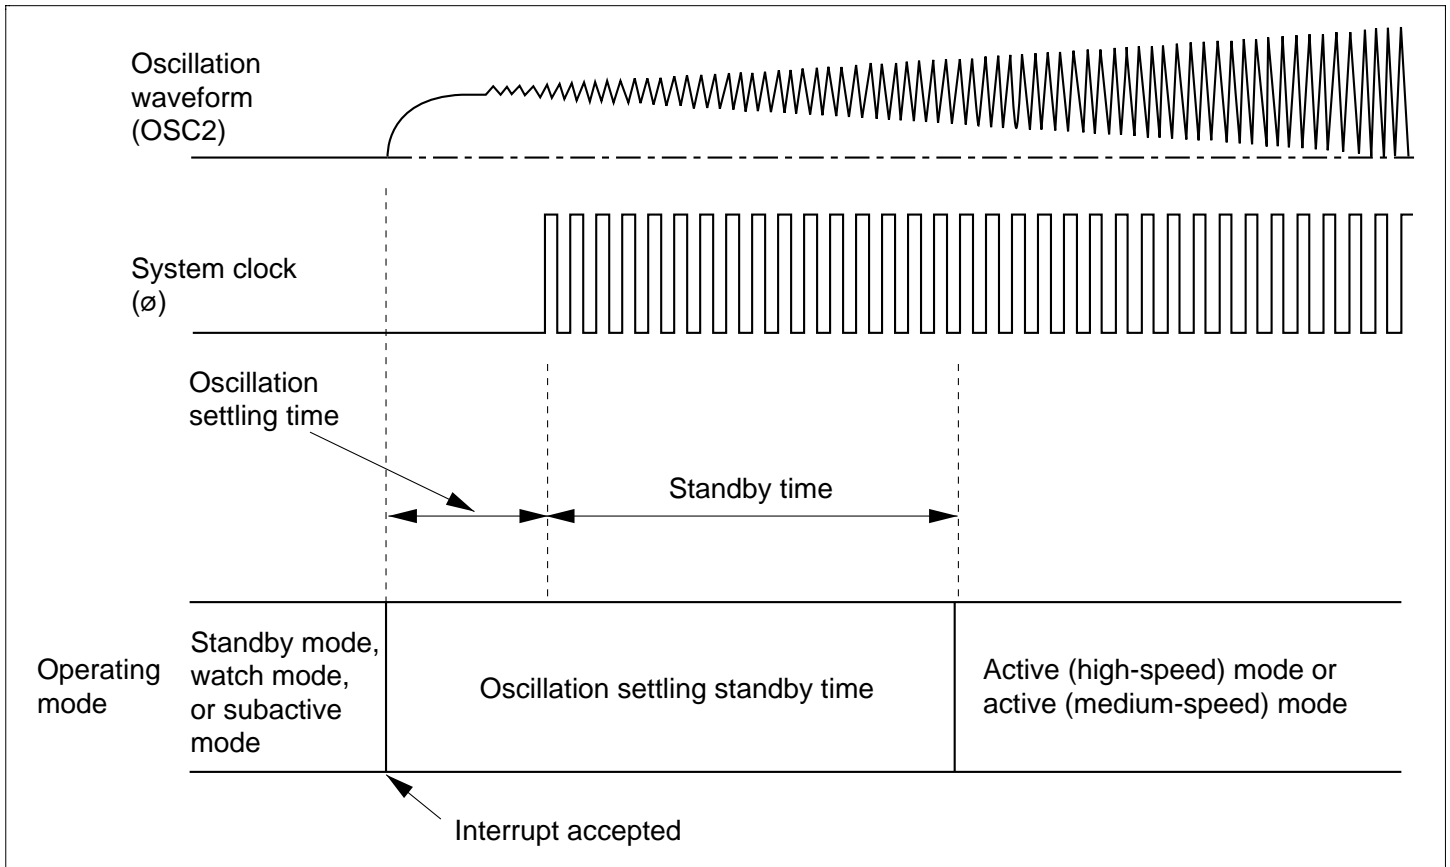 Oscillation
waveform
(OSC2)
System clock
(ø)
Oscillation
settling time
Standby time
Operating
mode
Standby mode,
watch mode,
or subactive
mode
Oscillation settling standby time
Active (high-speed) mode or
active (medium-speed) mode
Interrupt accepted